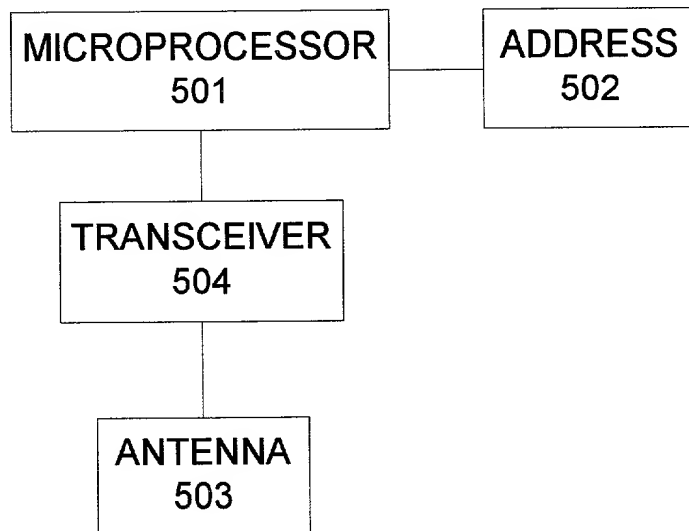 MICROPROCESSOR
501
ADDRESS
502
TRANSCEIVER
504
ANTENNA
503